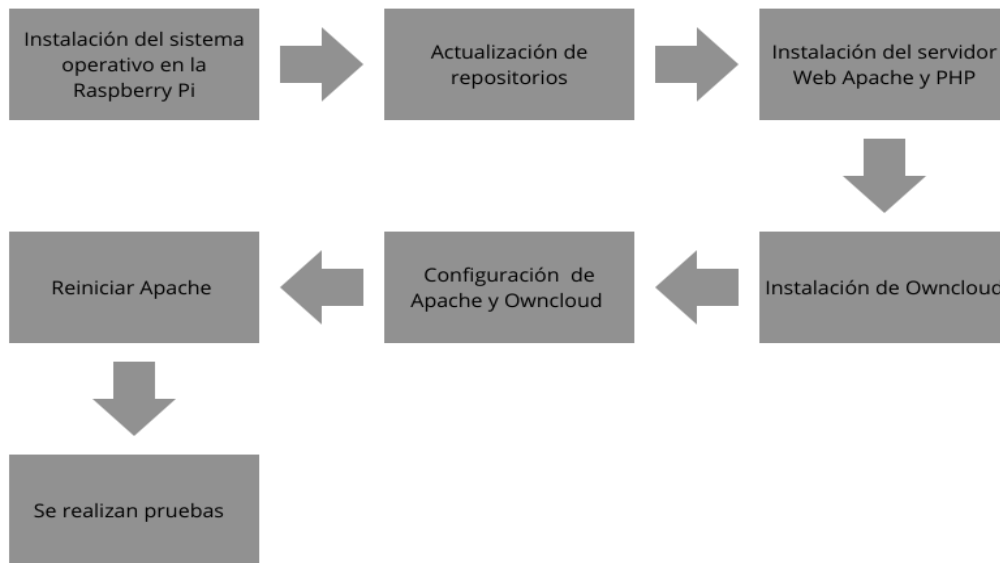 Instalación del sistema
operativo en la
Raspberry Pi
Actualización de
repositorios
Instalación del servidor
Web Apache y PHP
Instalación de Owncloud
Configuración de
Apache y Owncloud
Reiniciar Apache
Se realizan pruebas